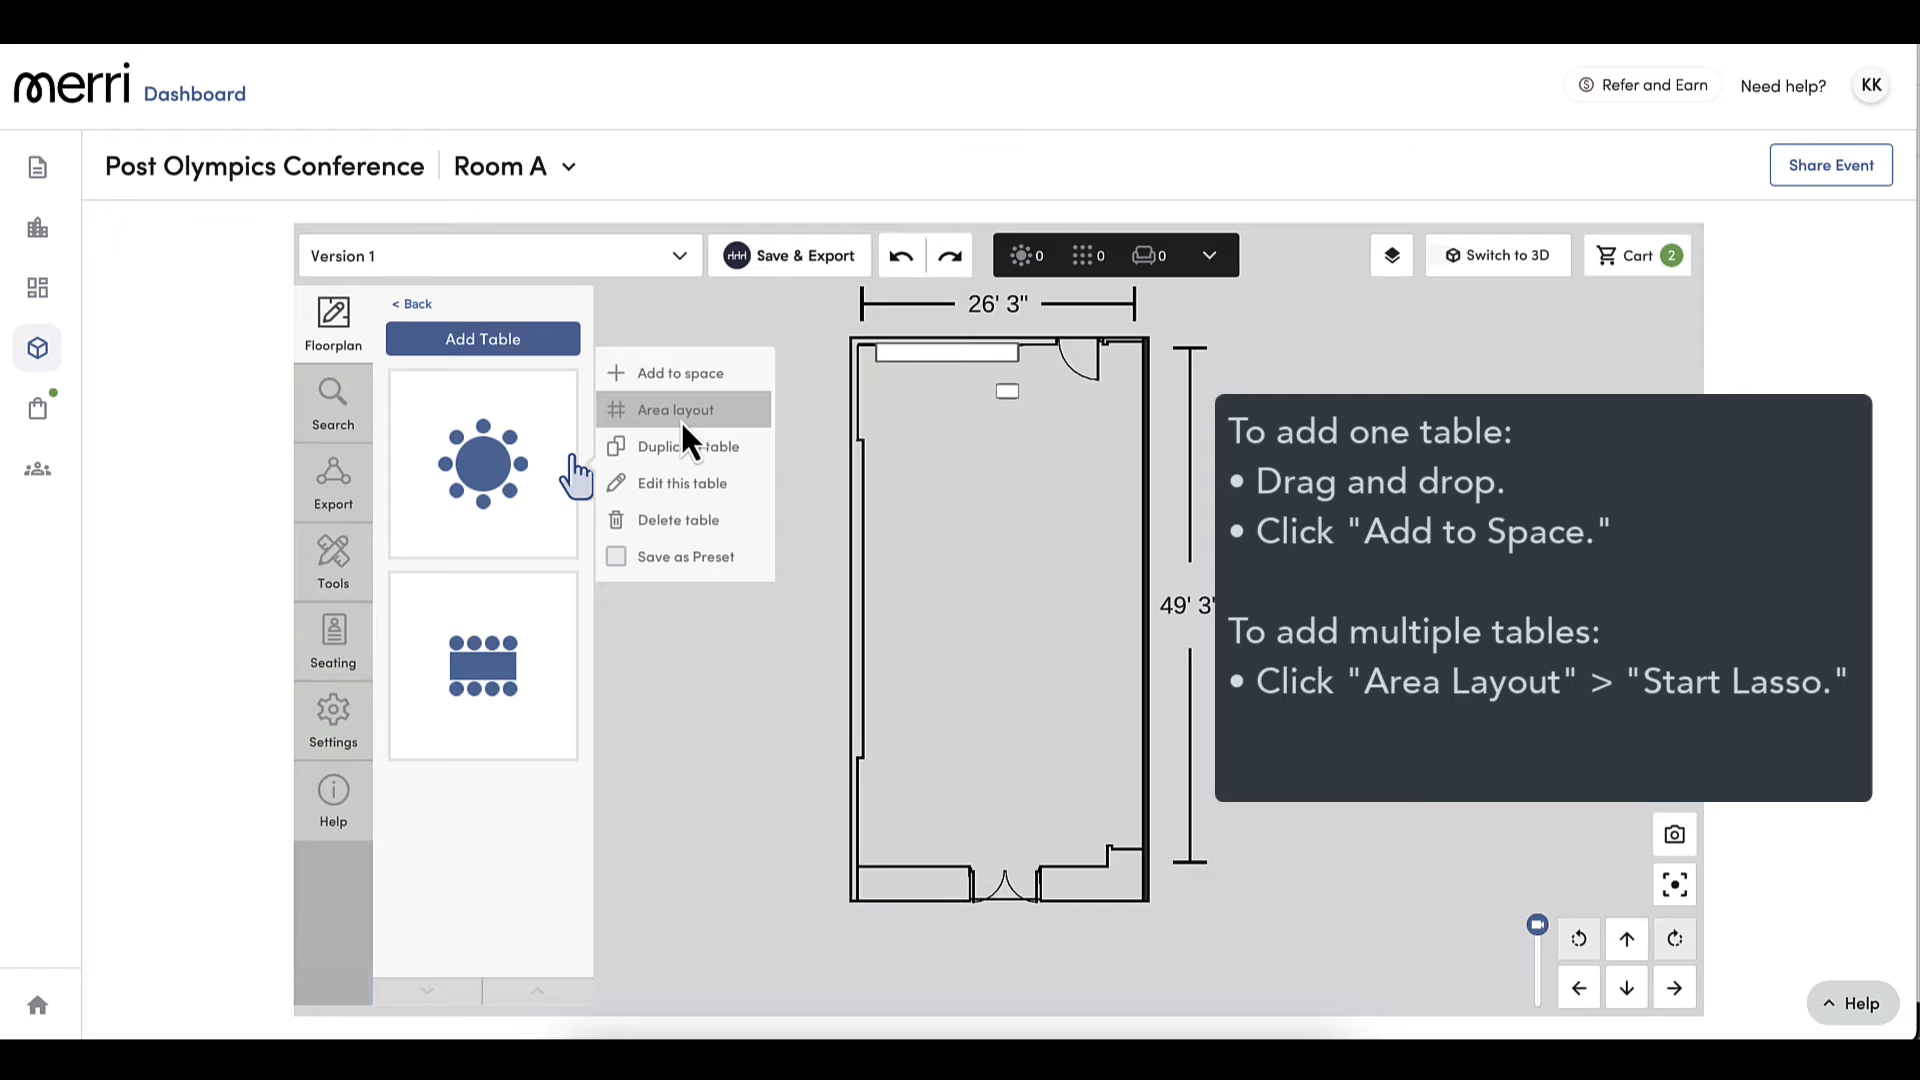 merri Dashboard
Refer and Earn
Need help?
KK
Post Olympics Conference
Room A
Share Event
Version 1
Save & Export
0
0
0
Switch to 3D
Cart 2
Floorplan
Search
Export
Tools
Seating
Settings
Help
< Back
Add Table
Add to space
Area layout
Edit this table
Delete table
Save as Preset
26' 3"
49' 3"
To add one table:
• Drag and drop.
• Click "Add to Space."
To add multiple tables:
• Click "Area Layout" > "Start Lasso."
Help